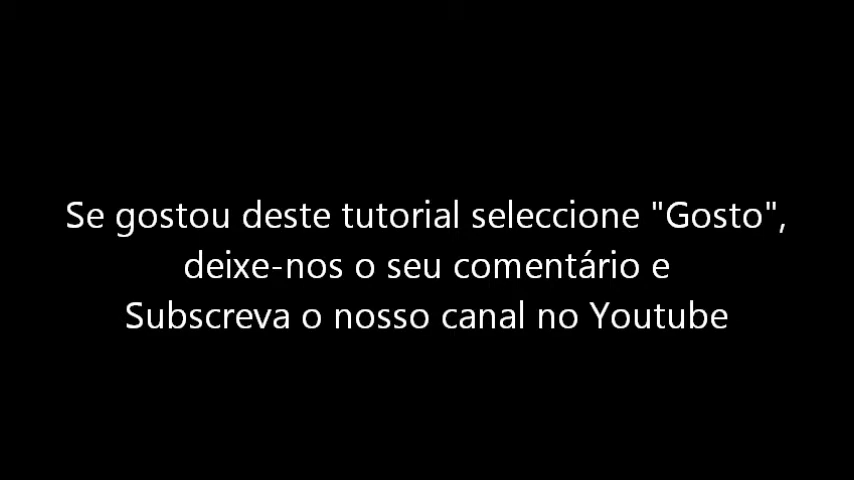 Se gostou deste tutorial seleccione "Gosto",
deixe-nos o seu comentário e
Subscreva o nosso canal no Youtube